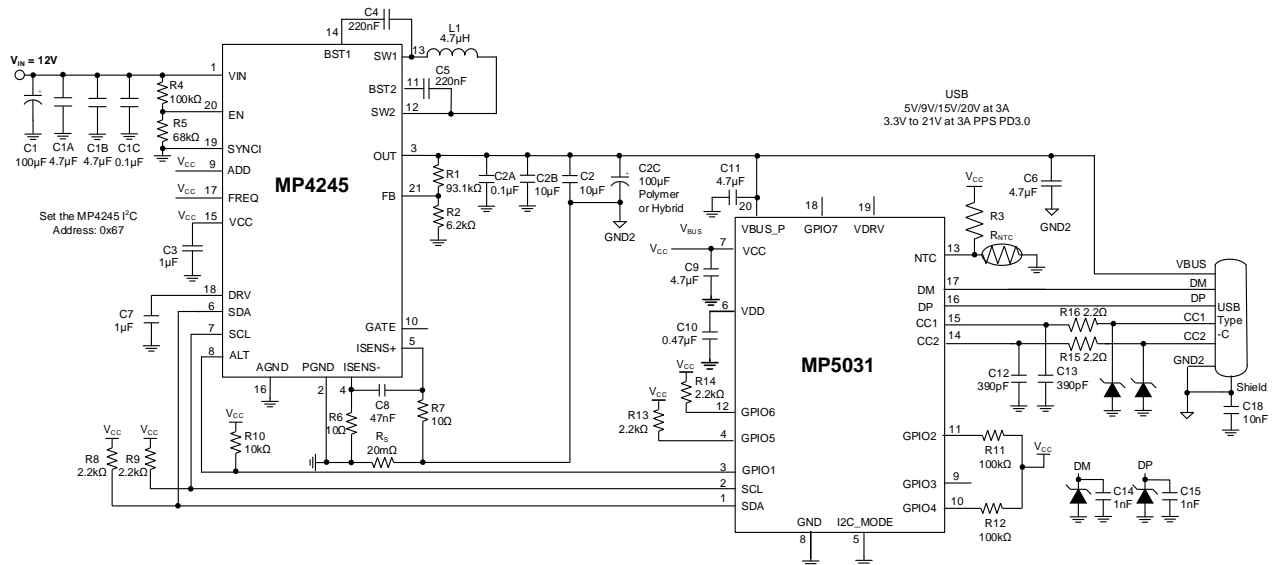 C4
220nF
14
BST1
SW1
13
L1
4.7µH
C5
220nF
BST2
11
SW2
12
VIN = 12V
1
VIN
R4
100kΩ
20
EN
R5
68kΩ
19
SYNCI
C1
100µF
C1A
4.7µF
C1B
4.7µF
C1C
0.1µF
VCC
9
ADD
VCC
17
FREQ
VCC
15
VCC
C3
1µF
Set the MP4245 I²C
Address: 0x67
MP4245
OUT
3
FB
21
R1
93.1kΩ
R2
6.2kΩ
C2A
0.1µF
C2B
10µF
C2
10µF
C2C
100µF
Polymer
or Hybrid
GND2
18
DRV
6
SDA
7
SCL
8
ALT
C7
1µF
GATE
10
ISENS+
5
AGND
PGND
ISENS-
16
2
4
C8
47nF
R6
10Ω
R7
10Ω
RS
20mΩ
VCC
R10
10kΩ
VCC
R8
2.2kΩ
VCC
R9
2.2kΩ
USB
5V/9V/15V/20V at 3A
3.3V to 21V at 3A PPS PD3.0
C11
4.7µF
20
VBUS_P
18
GPIO7
19
VDRV
VBUS
VCC
7
VCC
C9
4.7µF
6
VDD
C10
0.47µF
MP5031
VCC
R14
2.2kΩ
12
GPIO6
VCC
R13
2.2kΩ
4
GPIO5
3
GPIO1
2
SCL
1
SDA
GND
8
I2C_MODE
5
C6
4.7µF
GND2
VCC
R3
RNTC
13
NTC
17
DM
16
DP
15
CC1
14
CC2
R16 2.2Ω
R15 2.2Ω
C12
390pF
C13
390pF
VBUS
DM
DP
CC1
CC2
GND2
USB
Type
-C
Shield
C18
10nF
GPIO2
11
R11
100kΩ
VCC
GPIO3
9
GPIO4
10
R12
100kΩ
DM
C14
1nF
DP
C15
1nF